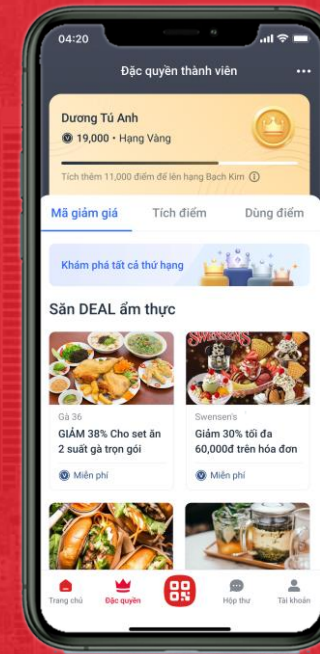 04:20
Đặc quyền thành viên
Dương Tú Anh
19,000 • Hạng Vàng
Tích thêm 11,000 điểm để lên hạng Bạch Kim
Mã giảm giá Tích điểm Dùng điểm
Khám phá tất cả thứ hạng
Săn DEAL ẩm thực
SWENSEN'S
Gà 36 Swensen's
GIẢM 38% Cho set ăn Giảm 30% tối đa
2 suất gà trọn gói 60,000đ trên hóa đơn
Miễn phí Miễn phí
Trang chủ Đặc quyền Hộp thư Tài khoản